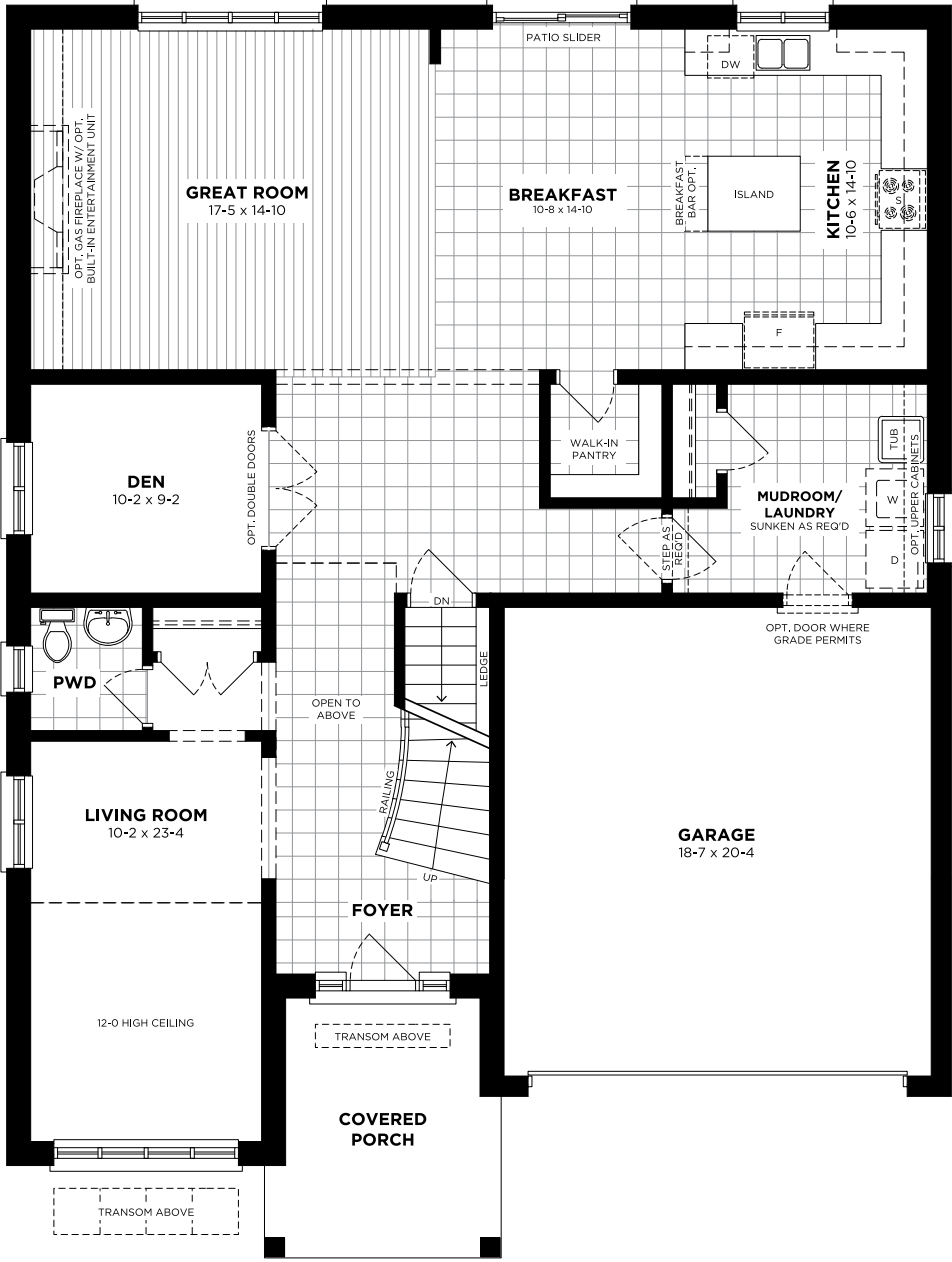 PATIO SLIDER
DW
OPT. GAS FIREPLACE W/ OPT.
BUILT-IN ENTERTAINMENT UNIT
GREAT ROOM
17-5 x 14-10
BREAKFAST
10-8 x 14-10
BREAKFAST
BAR OPT.
ISLAND
KITCHEN
10-6 x 14-10
S
F
DEN
10-2 x 9-2
OPT. DOUBLE DOORS
WALK-IN
PANTRY
MUDROOM/
LAUNDRY
SUNKEN AS REQ'D
TUB
W
D
OPT. UPPER CABINETS
STEP AS
REQ'D
DN
OPT. DOOR WHERE
GRADE PERMITS
PWD
OPEN TO
ABOVE
LEDGE
RAILING
UP
LIVING ROOM
10-2 x 23-4
GARAGE
18-7 x 20-4
FOYER
12-0 HIGH CEILING
TRANSOM ABOVE
COVERED
PORCH
TRANSOM ABOVE